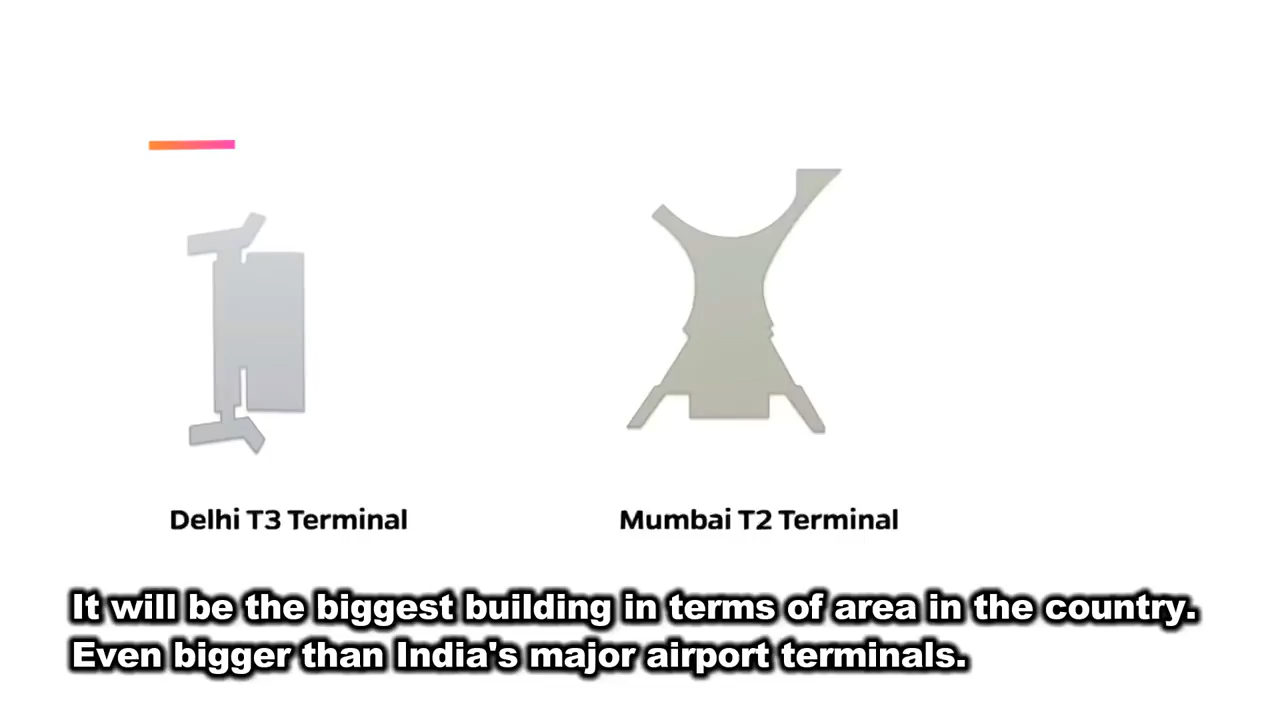 Delhi T3 Terminal
Mumbai T2 Terminal
It will be the biggest building in terms of area in the country.
Even bigger than India's major airport terminals.